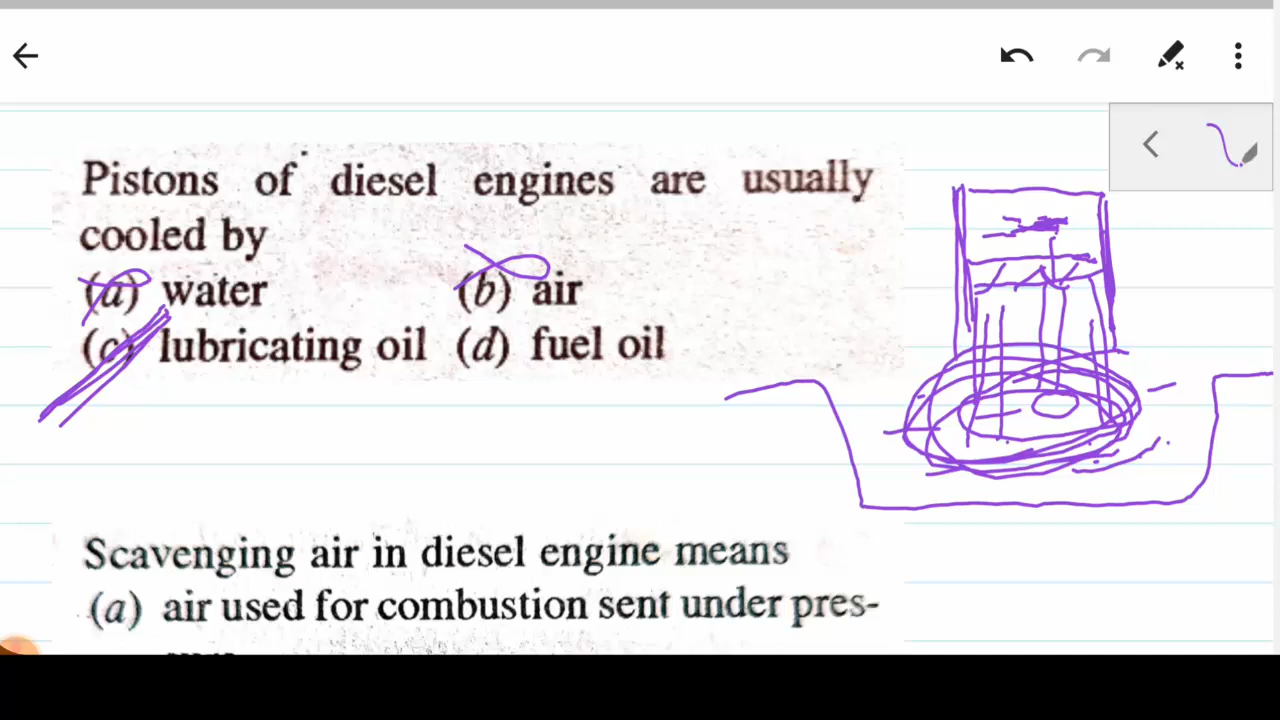 Pistons of diesel engines are usually
cooled by
(a) water (b) air
(c) lubricating oil (d) fuel oil
Scavenging air in diesel engine means
(a) air used for combustion sent under pres-